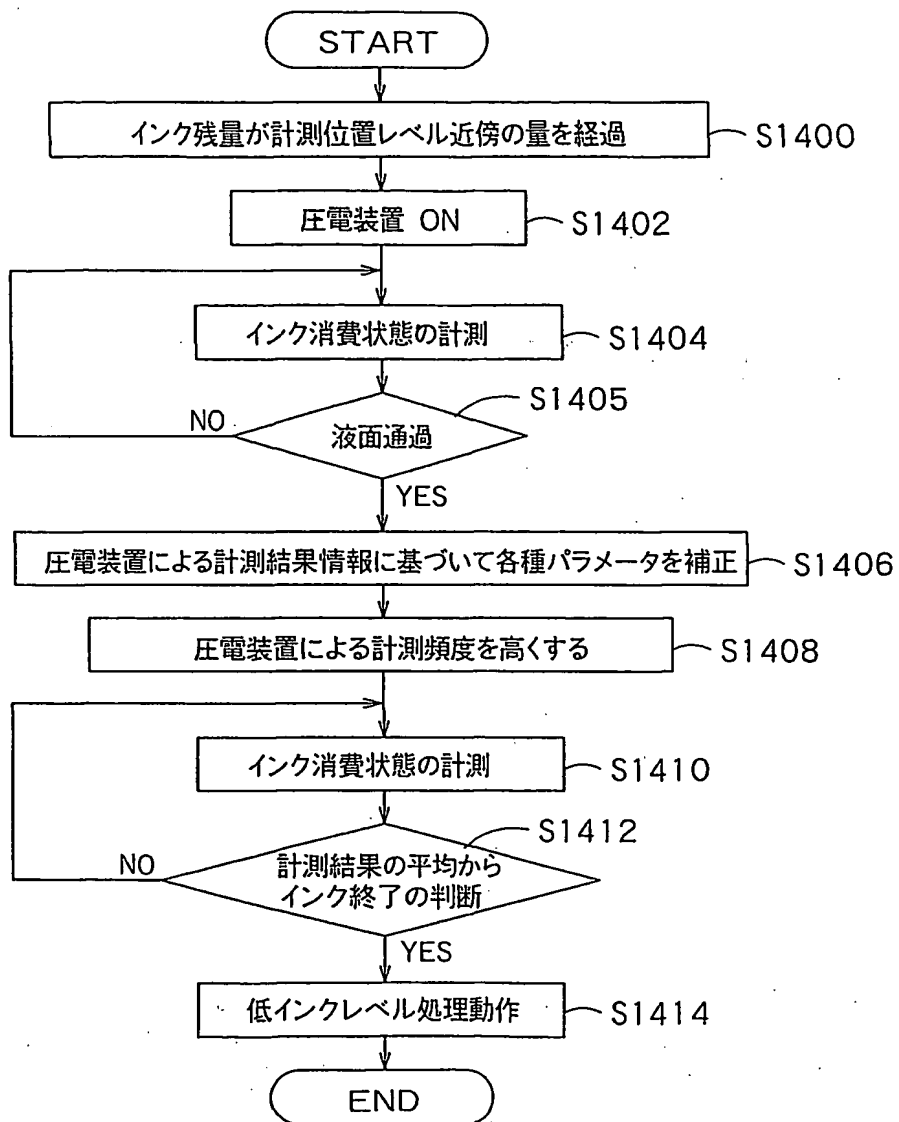 START
インク残量が計測位置レベル近傍の量を経過
S1400
圧電装置 ON
S1402
インク消費状態の計測
S1404
S1405
NO
液面通過
YES
圧電装置による計測結果情報に基づいて各種パラメータを補正
S1406
圧電装置による計測頻度を高くする
S1408
インク消費状態の計測
S1410
S1412
NO
計測結果の平均から
インク終了の判断
YES
低インクレベル処理動作
S1414
END